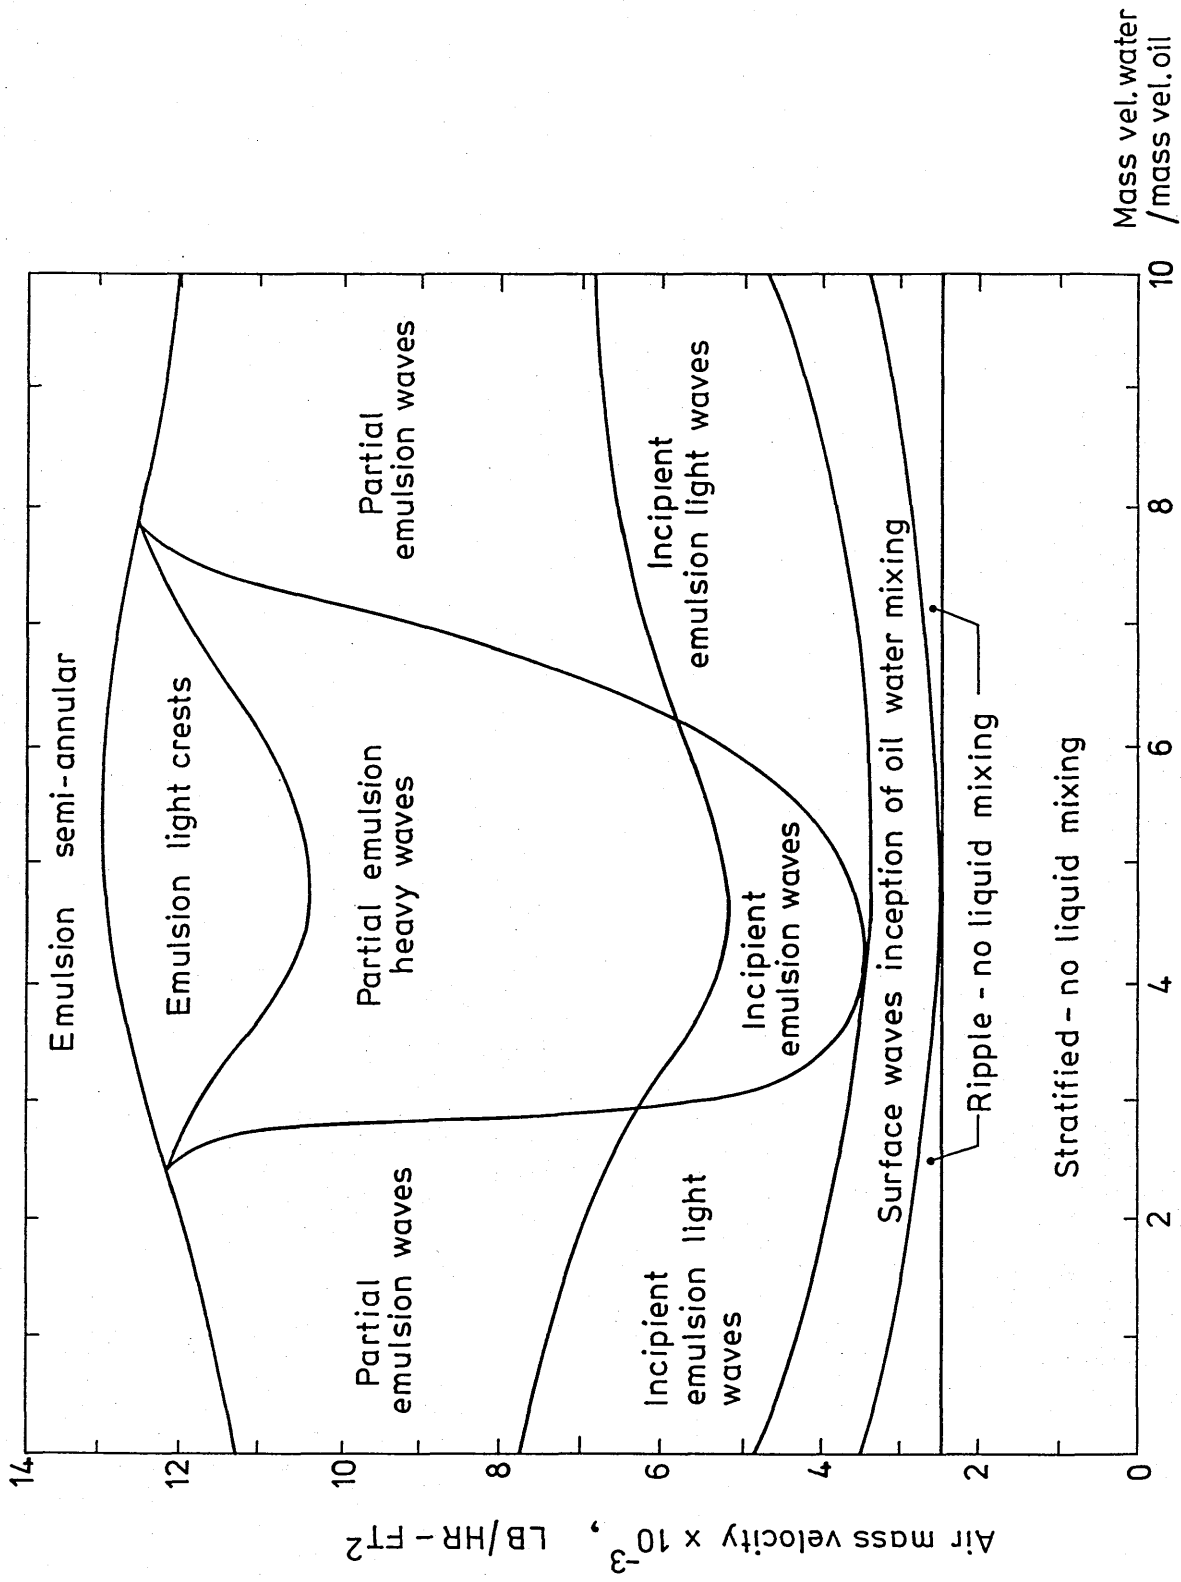 Air mass velocity × 10⁻³, LB/HR-FT²
14
12
10
8
6
4
2
0
Emulsion semi-annular
Emulsion light crests
Partial
emulsion waves
Partial emulsion
heavy waves
Partial
emulsion waves
Incipient
emulsion light
waves
Incipient
emulsion waves
Incipient
emulsion light waves
Surface waves inception of oil water mixing
Ripple - no liquid mixing
Stratified - no liquid mixing
2
4
6
8
10
Mass vel. water
/mass vel. oil